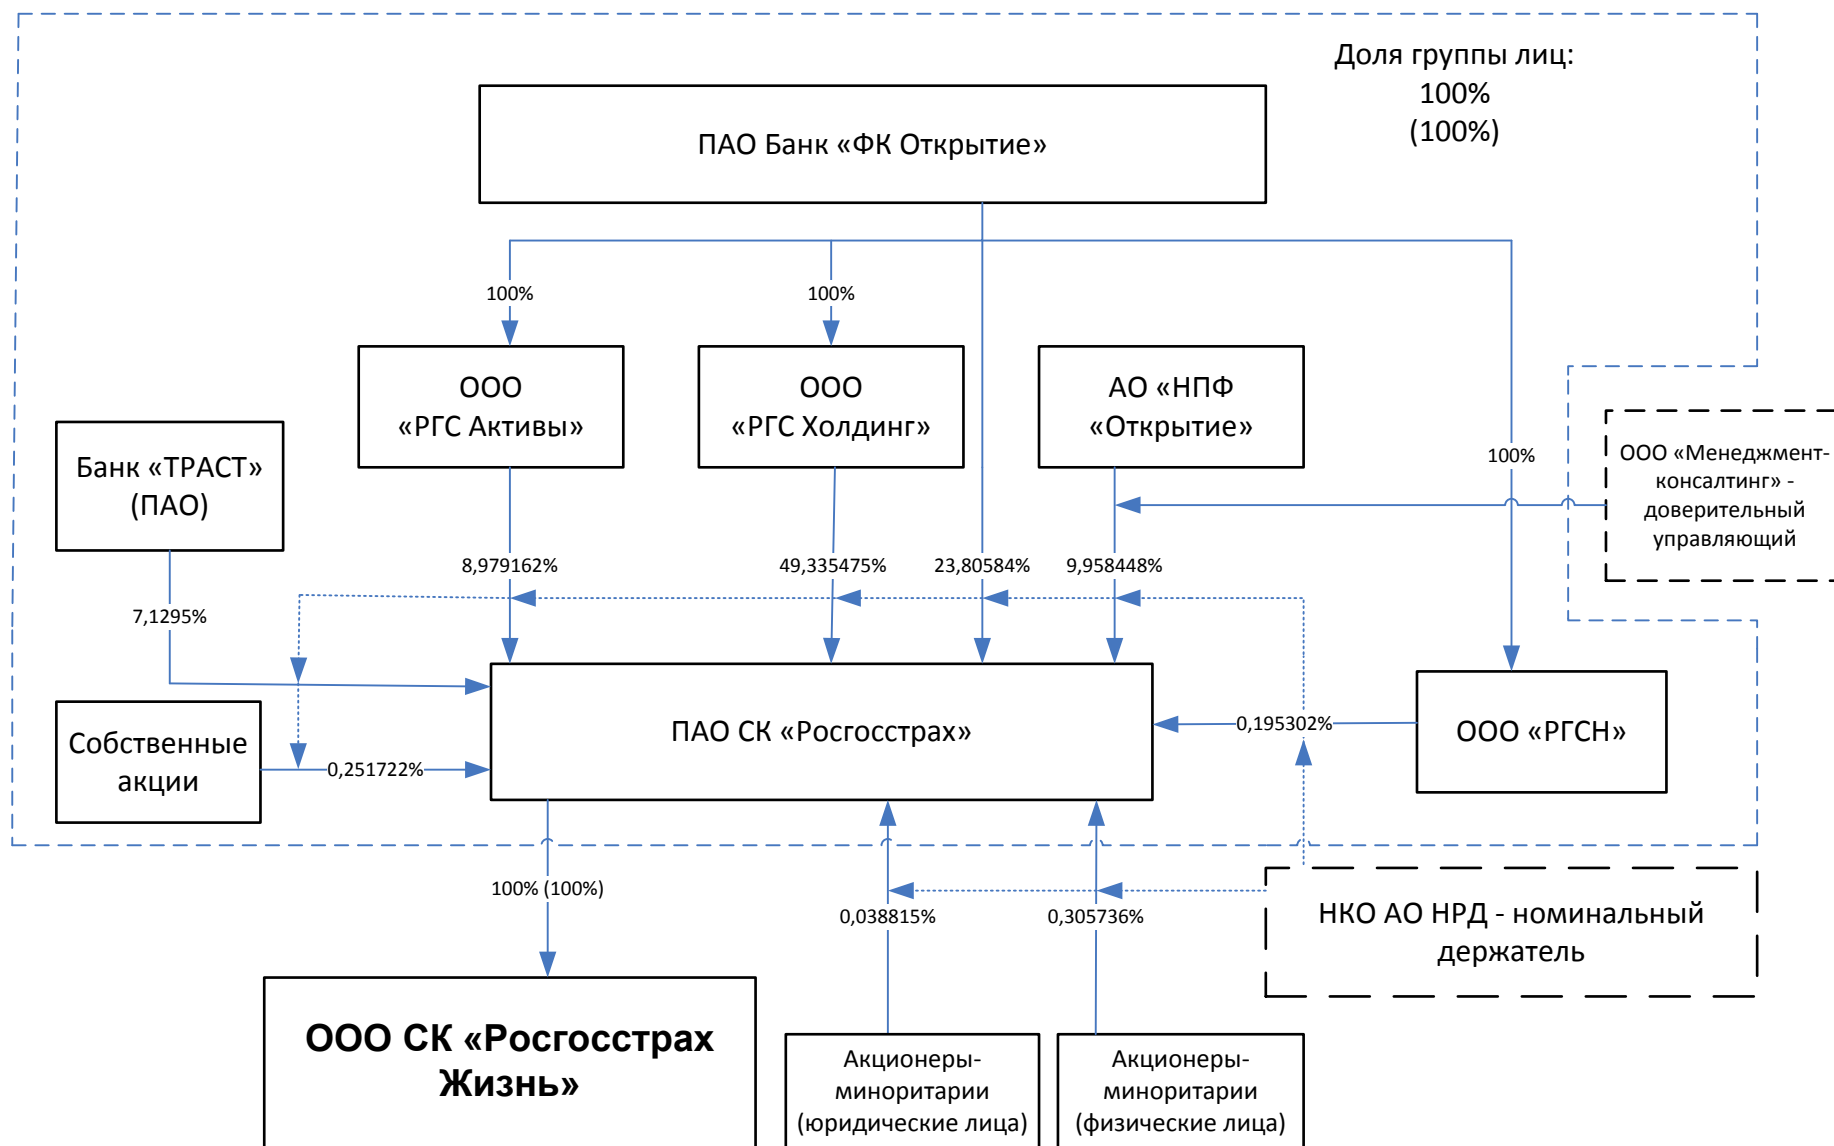 Доля группы лиц:
100%
(100%)
ПАО Банк «ФК Открытие»
100%
100%
ООО
«РГС Активы»
ООО
«РГС Холдинг»
АО «НПФ
«Открытие»
Банк «ТРАСТ»
(ПАО)
100%
ООО «Менеджмент-
консалтинг» -
доверительный
управляющий
8,979162%
49,335475%
23,80584%
9,958448%
7,1295%
Собственные
акции
0,251722%
ПАО СК «Росгосстрах»
0,195302%
ООО «РГСН»
100% (100%)
0,038815%
0,305736%
НКО АО НРД - номинальный
держатель
ООО СК «Росгосстрах
Жизнь»
Акционеры-
миноритарии
(юридические лица)
Акционеры-
миноритарии
(физические лица)